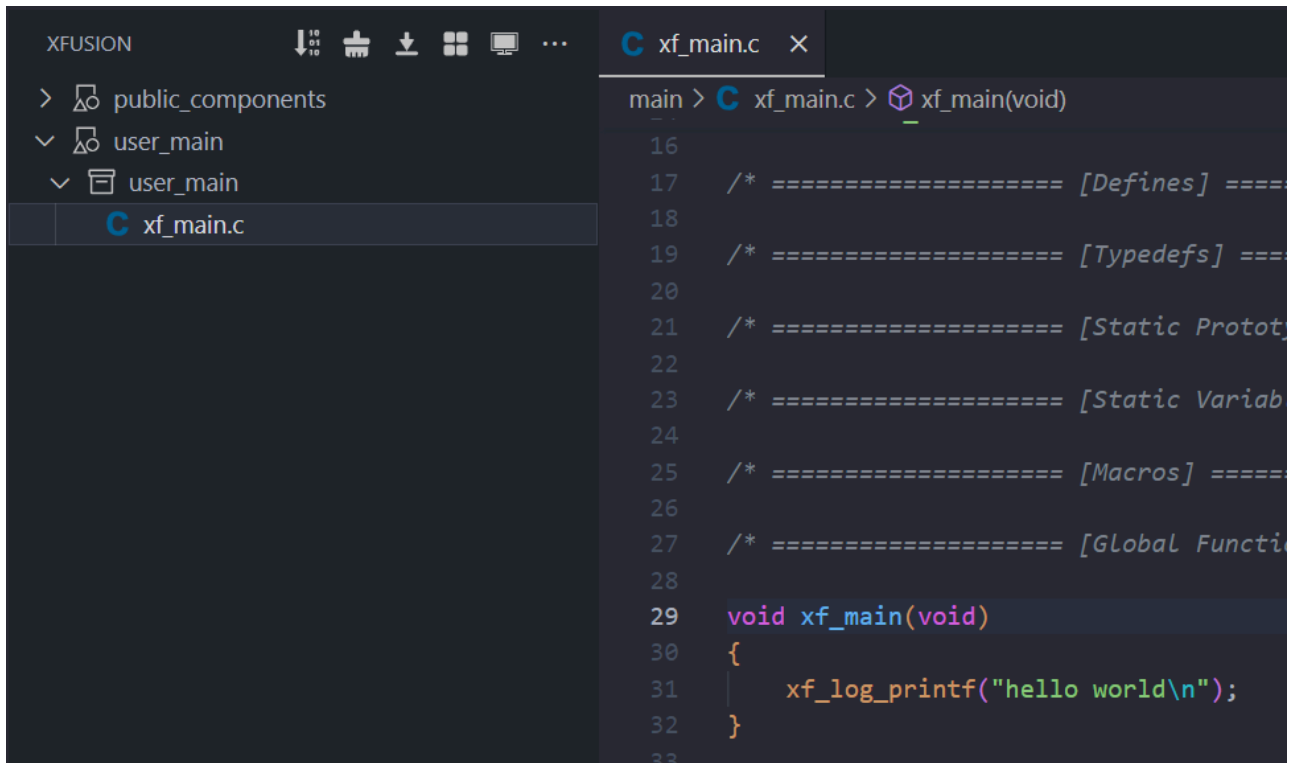 XFUSION
public_components
user_main
user_main
C xf_main.c
C xf_main.c ×
main > C xf_main.c > xf_main(void)
16
17 /* ==================== [Defines] =====
18
19 /* ==================== [Typedefs] ====
20
21 /* ==================== [Static Prototy
22
23 /* ==================== [Static Variab
24
25 /* ==================== [Macros] ======
26
27 /* ==================== [Global Functi
28
29 void xf_main(void)
30 {
31 xf_log_printf("hello world\n");
32 }
33